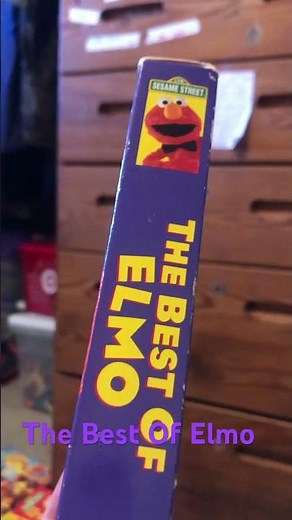 SESAME STREET
THE BEST OF
ELMO
The Best Of Elmo